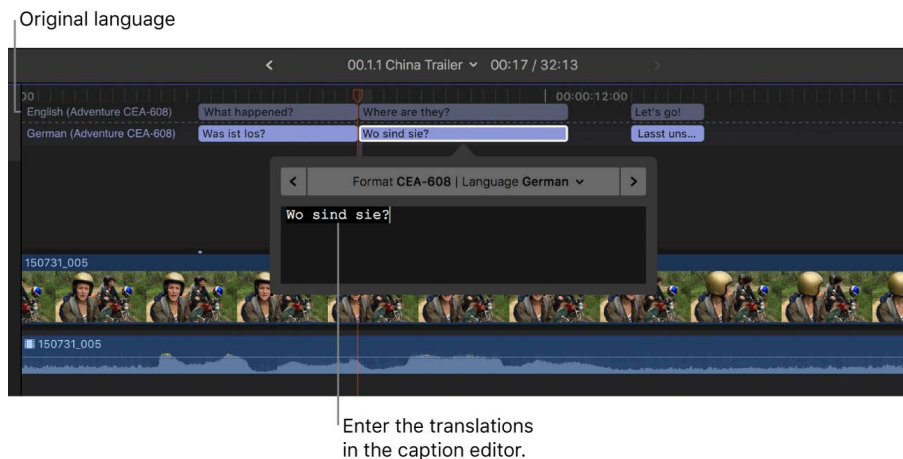 Original language
00.1.1 China Trailer 00:17 / 32:13
00:00:12:00
English (Adventure CEA-608) What happened? Where are they? Let's go!
German (Adventure CEA-608) Was ist los? Wo sind sie? Lasst uns...
Format CEA-608 | Language German
Wo sind sie?
150731_005
150731_005
Enter the translations
in the caption editor.